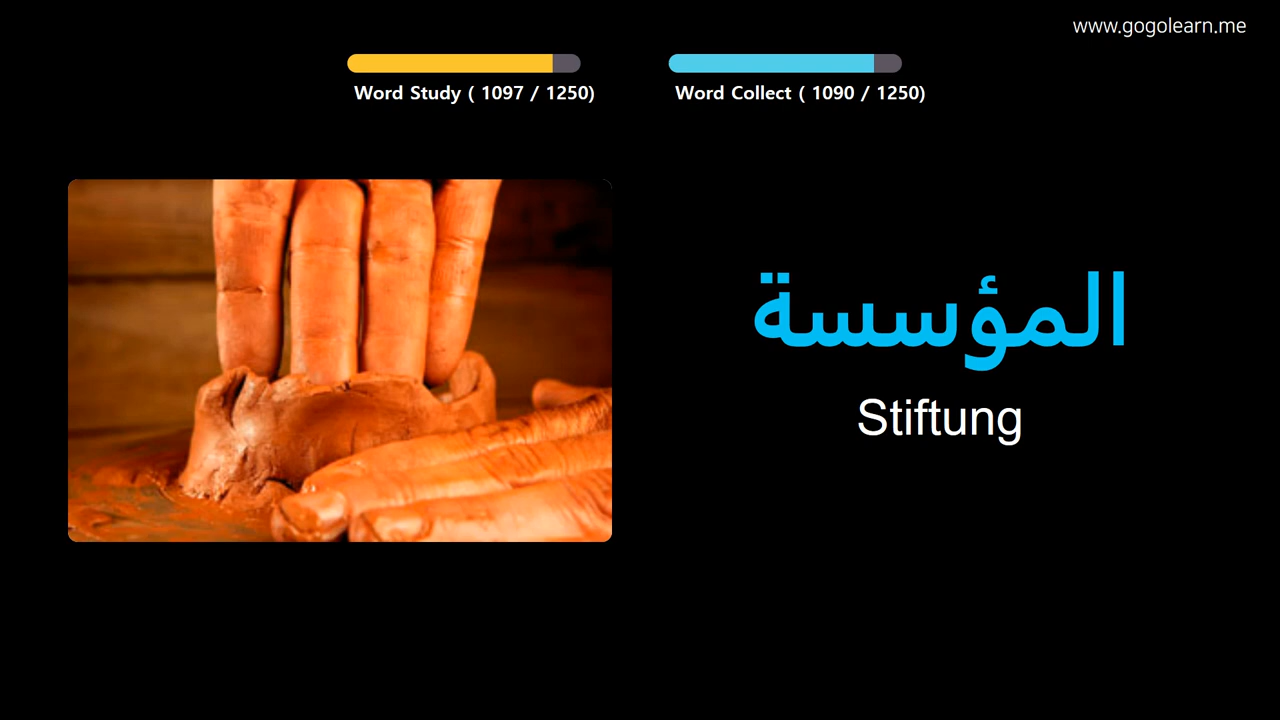 www.gogolearn.me
Word Study ( 1097 / 1250)
Word Collect ( 1090 / 1250)
المؤسسة
Stiftung